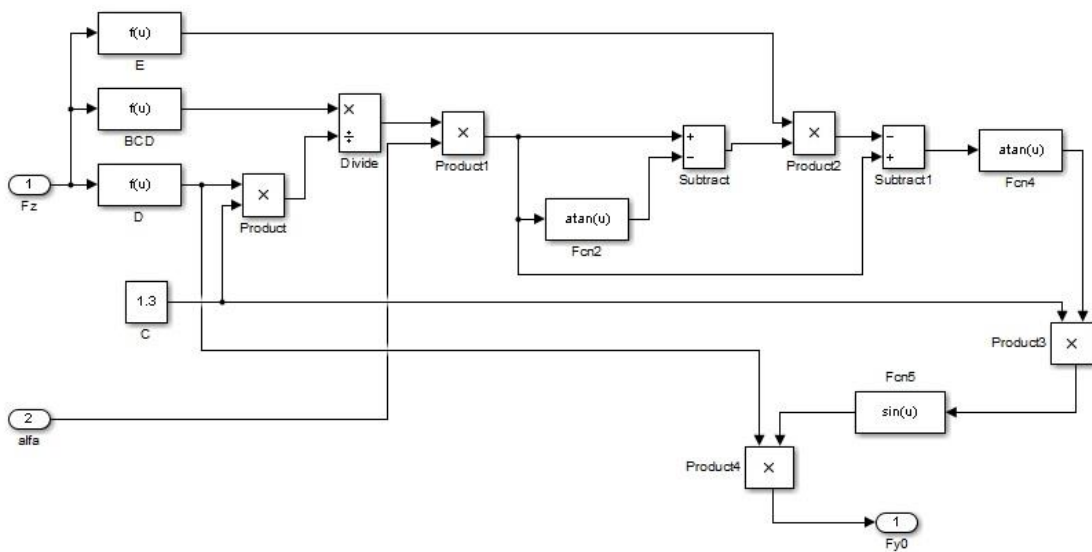 f(u)
E
f(u)
BCD
×
÷
Divide
×
Product1
+
−
Subtract
×
Product2
−
+
Subtract1
atan(u)
Fcn4
1
Fz
f(u)
D
×
Product
atan(u)
Fcn2
1.3
C
Product3
×
Fcn5
sin(u)
2
alfa
Product4
×
1
Fy0